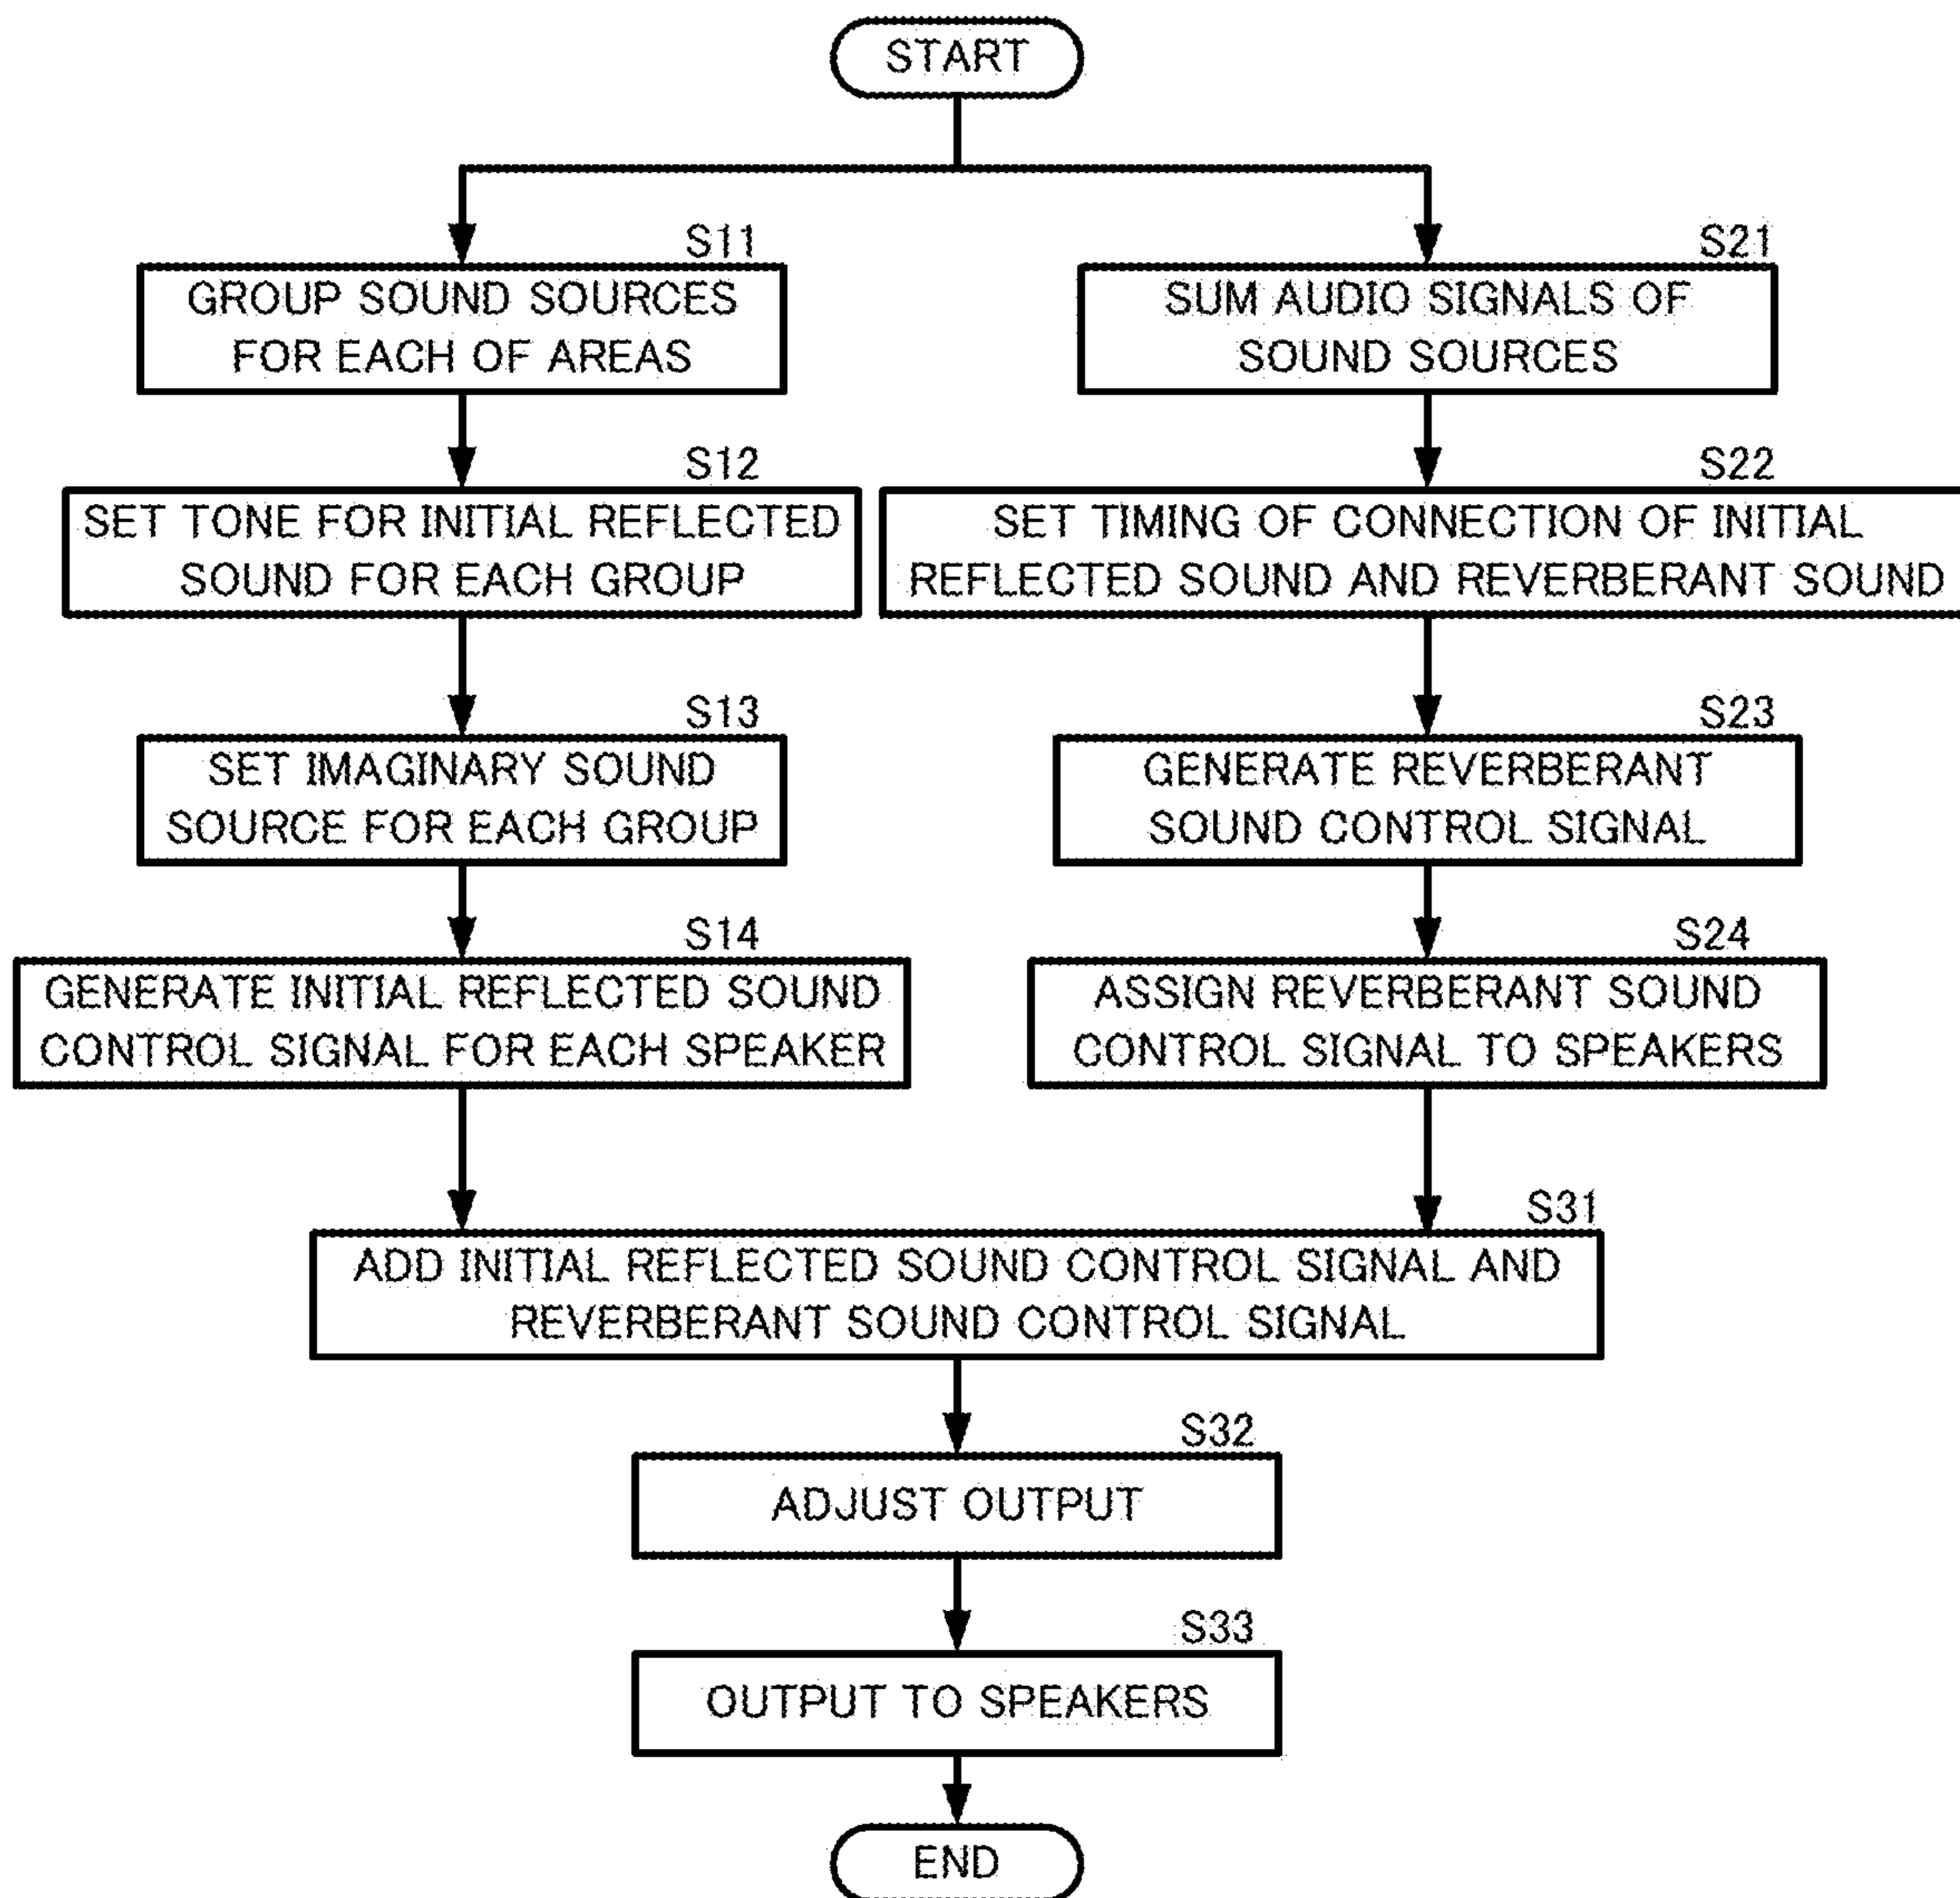 START
S11
GROUP SOUND SOURCES
FOR EACH OF AREAS
S12
SET TONE FOR INITIAL REFLECTED
SOUND FOR EACH GROUP
S13
SET IMAGINARY SOUND
SOURCE FOR EACH GROUP
S14
GENERATE INITIAL REFLECTED SOUND
CONTROL SIGNAL FOR EACH SPEAKER
S21
SUM AUDIO SIGNALS OF
SOUND SOURCES
S22
SET TIMING OF CONNECTION OF INITIAL
REFLECTED SOUND AND REVERBERANT SOUND
S23
GENERATE REVERBERANT
SOUND CONTROL SIGNAL
S24
ASSIGN REVERBERANT SOUND
CONTROL SIGNAL TO SPEAKERS
S31
ADD INITIAL REFLECTED SOUND CONTROL SIGNAL AND
REVERBERANT SOUND CONTROL SIGNAL
S32
ADJUST OUTPUT
S33
OUTPUT TO SPEAKERS
END